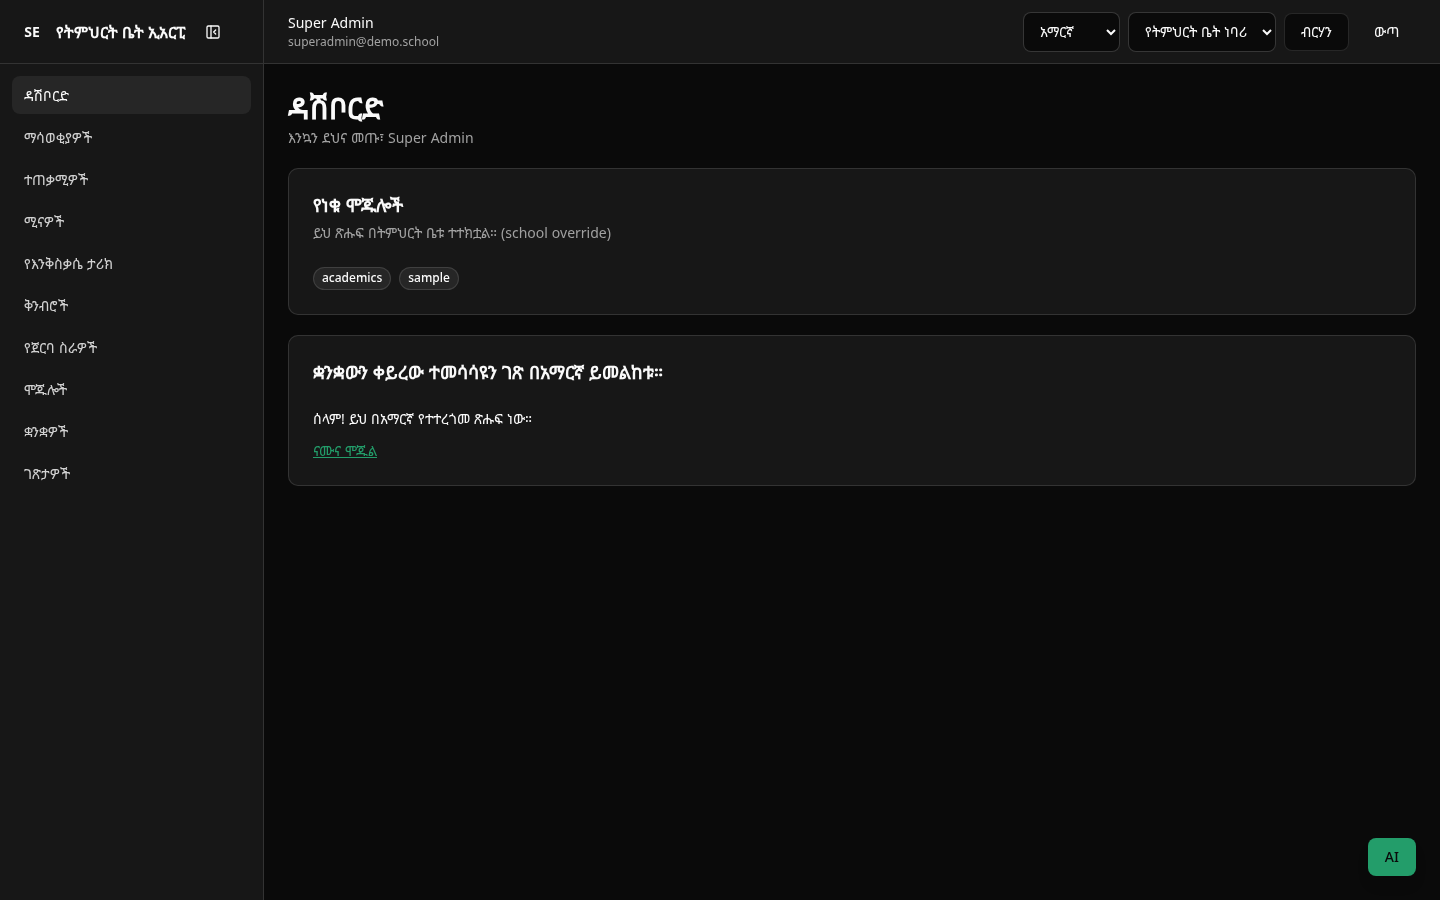 SE የትምህርት ቤት ኢአርፒ
Super Admin
superadmin@demo.school
አማርኛ
የትምህርት ቤት ነባሪ
ብርሃን
ውጣ
ዳሽቦርድ
ማሳወቂያዎች
ተጠቃሚዎች
ሚናዎች
የእንቅስቃሴ ታሪክ
ቅንብሮች
የጀርባ ስራዎች
ሞጁሎች
ቋንቋዎች
ገጽታዎች
ዳሽቦርድ
እንኳን ደህና መጡ፣ Super Admin
የነቁ ሞጁሎች
ይህ ጽሑፍ በትምህርት ቤቱ ተተክቷል። (school override)
academics
sample
ቋንቋውን ቀይረው ተመሳሳዩን ገጽ በአማርኛ ይመልከቱ።
ሰላም! ይህ በአማርኛ የተተረጎመ ጽሑፍ ነው።
ናሙና ሞጁል
AI